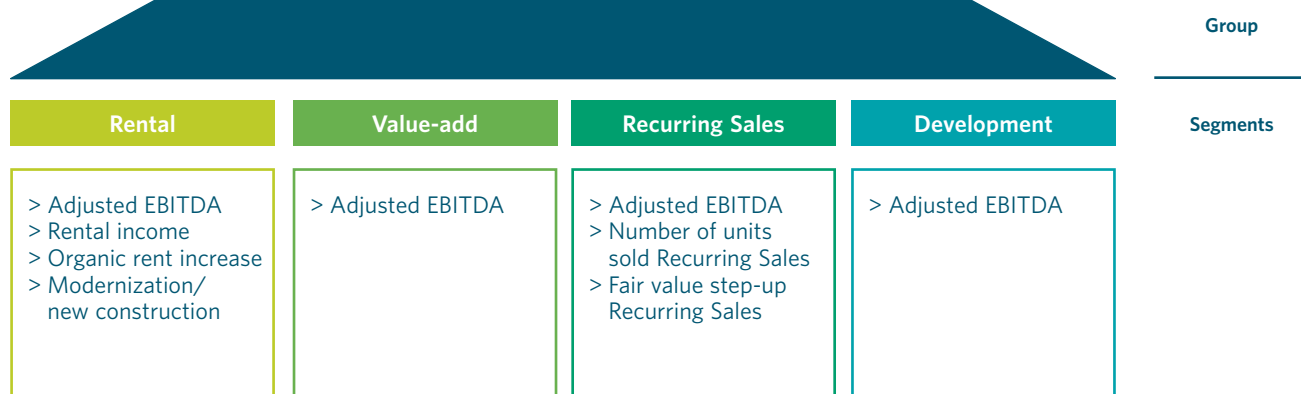 Group
Rental
Value-add
Recurring Sales
Development
Segments
> Adjusted EBITDA
> Rental income
> Organic rent increase
> Modernization/
new construction
> Adjusted EBITDA
> Adjusted EBITDA
> Number of units
sold Recurring Sales
> Fair value step-up
Recurring Sales
> Adjusted EBITDA